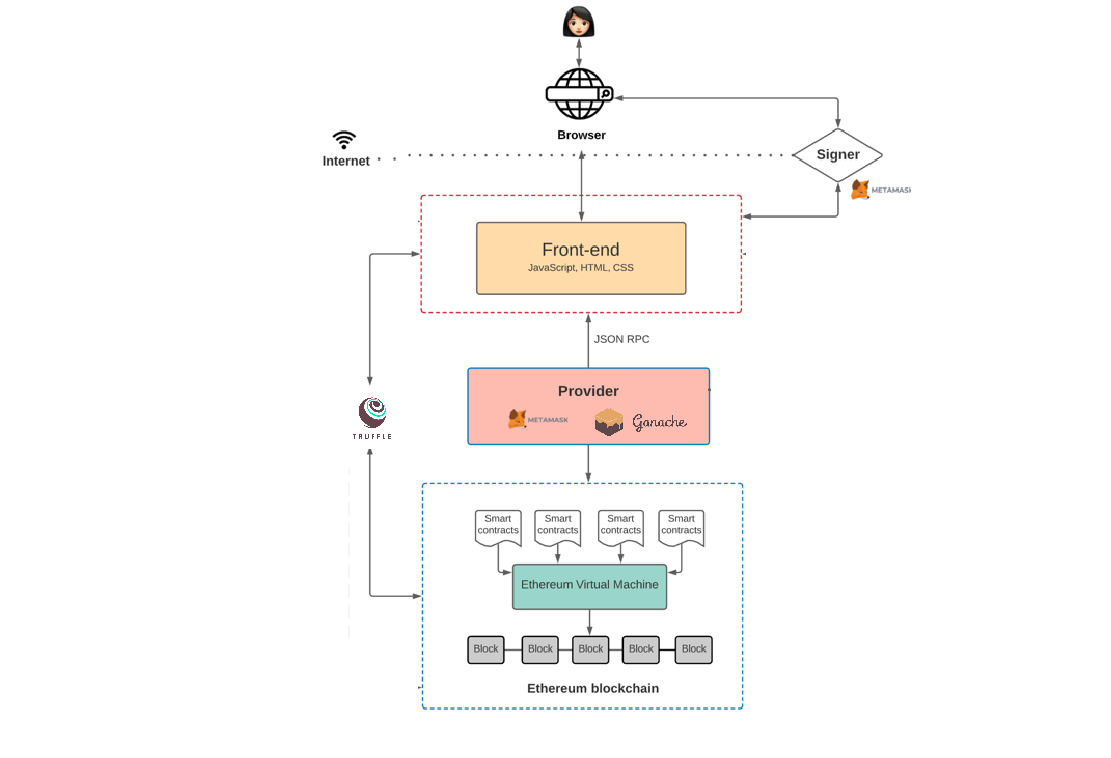 Browser
Internet
Signer
METAMASK
Front-end
JavaScript, HTML, CSS
JSON RPC
Provider
METAMASK
Ganache
TRUFFLE
Smart contracts
Smart contracts
Smart contracts
Smart contracts
Ethereum Virtual Machine
Block
Block
Block
Block
Block
Ethereum blockchain